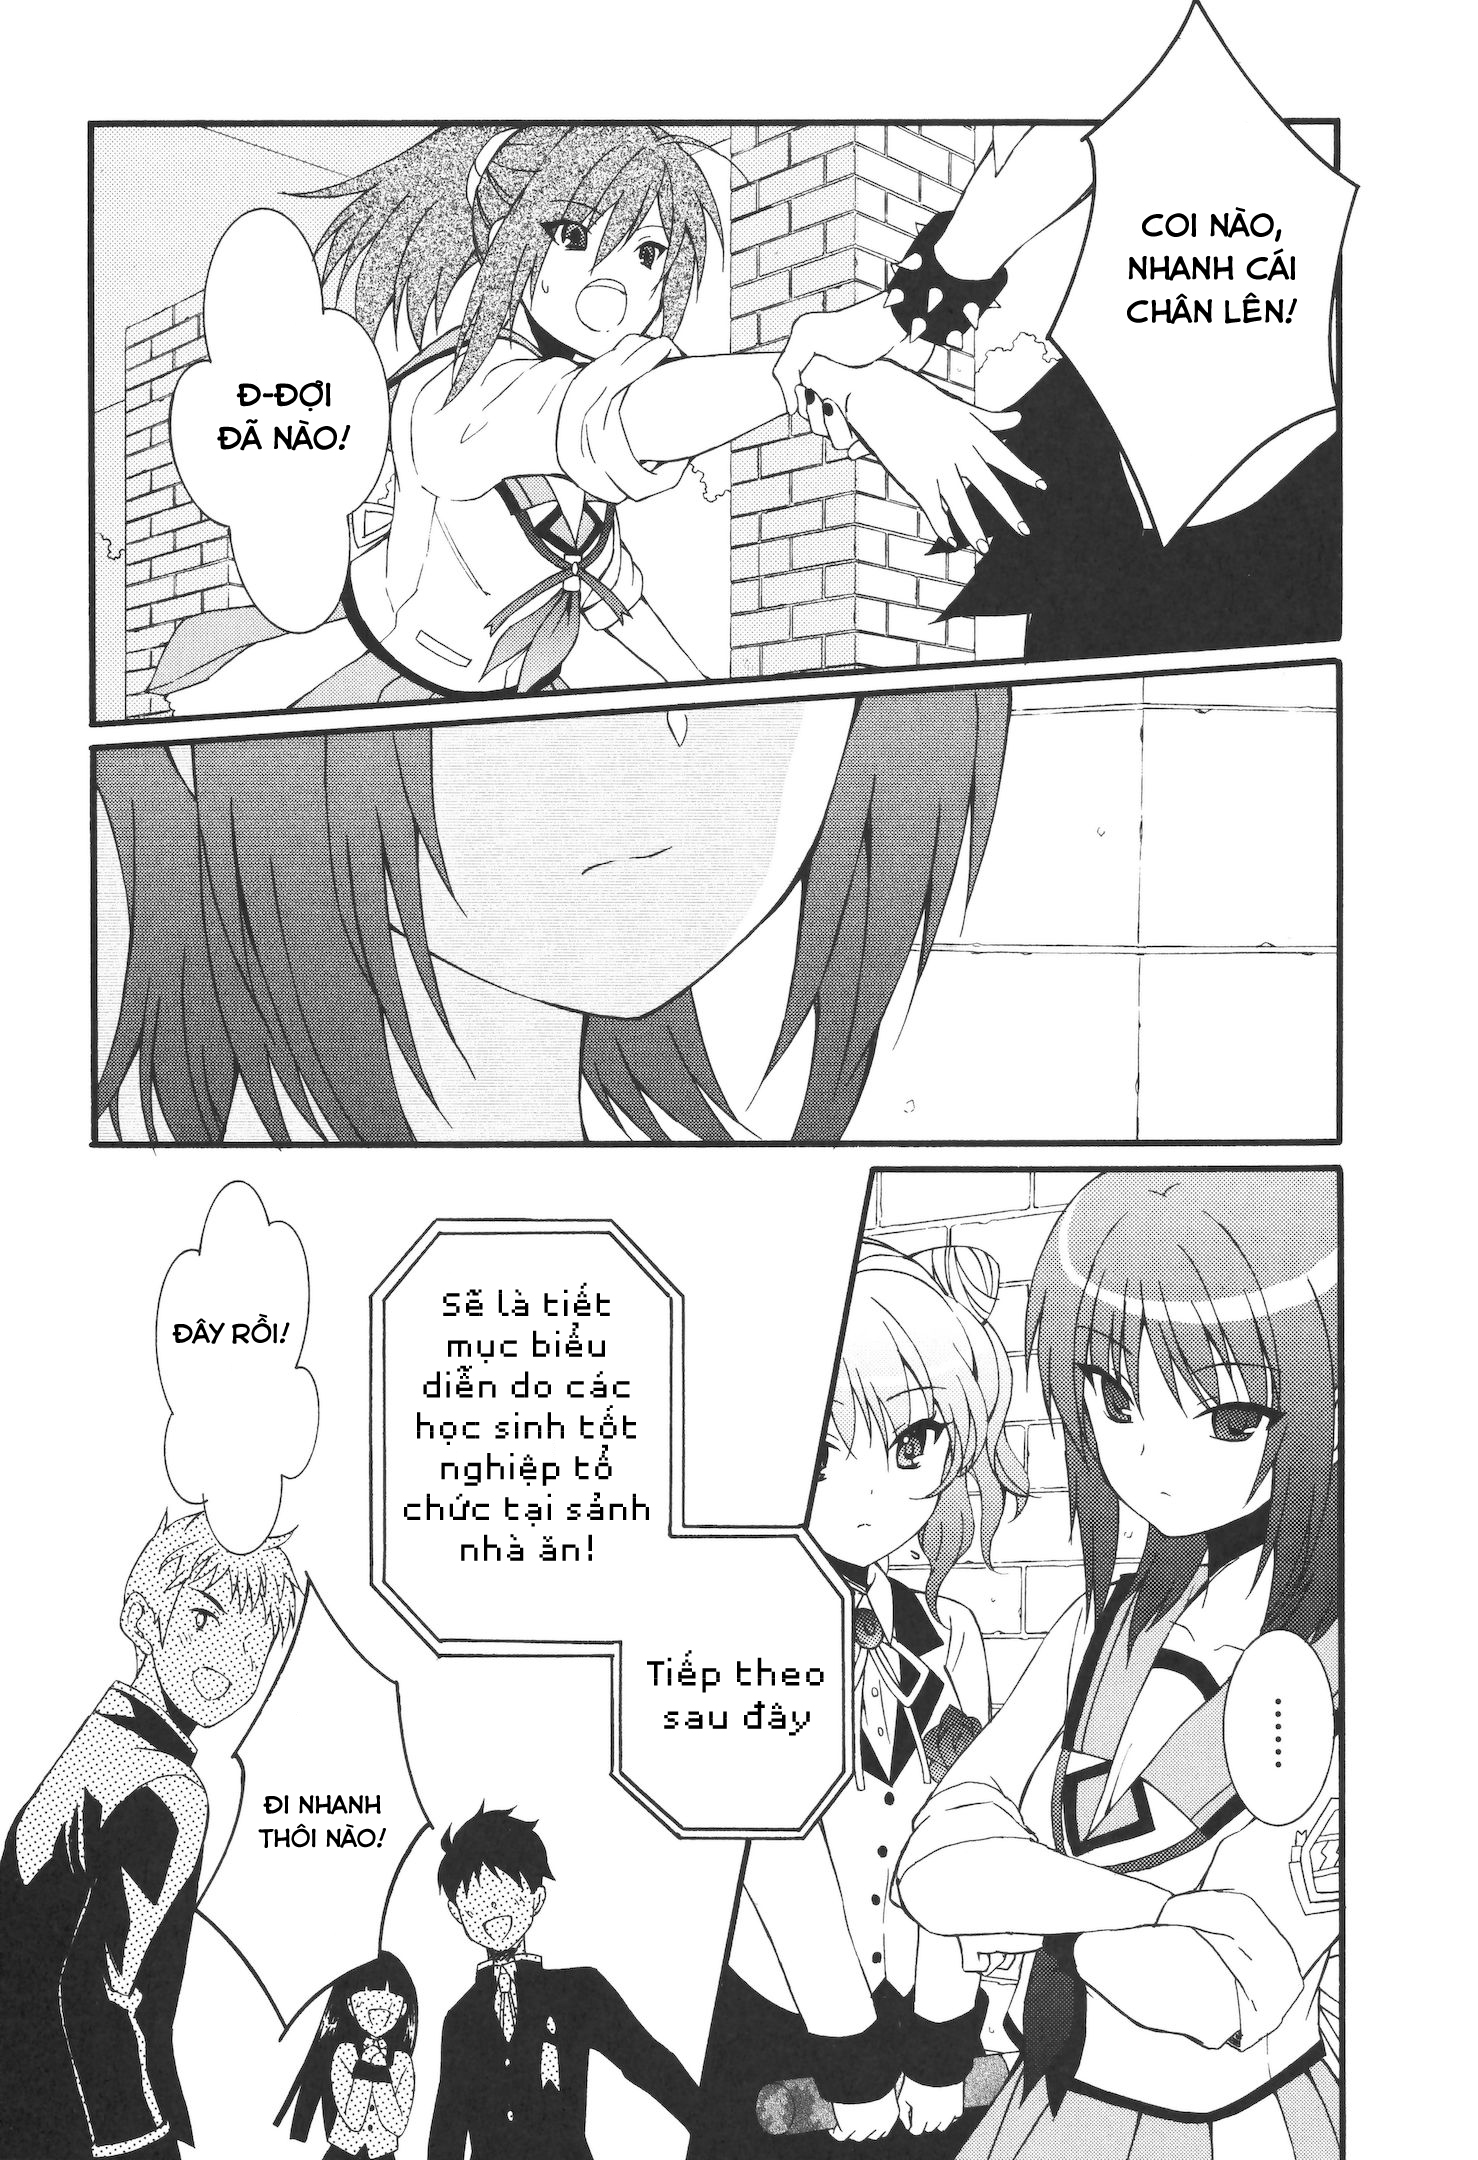 COI NÀO,
NHANH CÁI
CHÂN LÊN!
Đ-ĐỢI
ĐÃ NÀO!
......
Sẽ là tiết
mục biểu
diễn do các
học sinh tốt
nghiệp tổ
chức tại sảnh
nhà ăn!
Tiếp theo
sau đây
ĐÂY RỒI!
ĐI NHANH
THÔI NÀO!